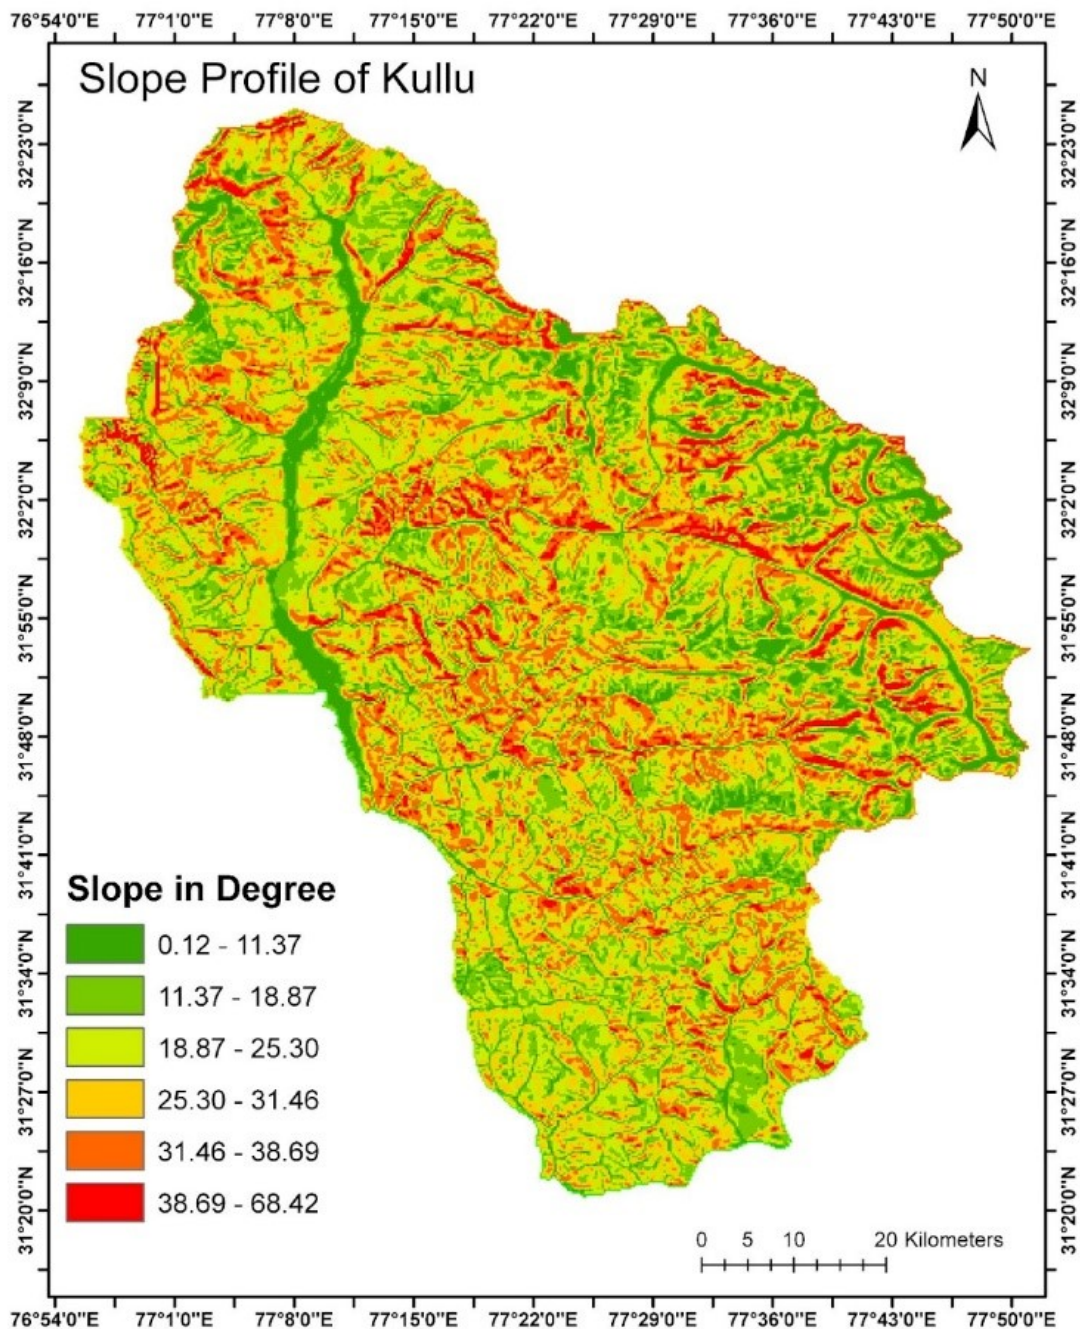 76°54'0"E 77°1'0"E 77°8'0"E 77°15'0"E 77°22'0"E 77°29'0"E 77°36'0"E 77°43'0"E 77°50'0"E
Slope Profile of Kullu
N
32°23'0"N 32°23'0"N
32°16'0"N 32°16'0"N
32°9'0"N 32°9'0"N
32°2'0"N 32°2'0"N
31°55'0"N 31°55'0"N
31°48'0"N 31°48'0"N
31°41'0"N 31°41'0"N
Slope in Degree
0.12 - 11.37
31°34'0"N 31°34'0"N
11.37 - 18.87
18.87 - 25.30
31°27'0"N 31°27'0"N
25.30 - 31.46
31.46 - 38.69
38.69 - 68.42
31°20'0"N 31°20'0"N
0 5 10 20 Kilometers
76°54'0"E 77°1'0"E 77°8'0"E 77°15'0"E 77°22'0"E 77°29'0"E 77°36'0"E 77°43'0"E 77°50'0"E